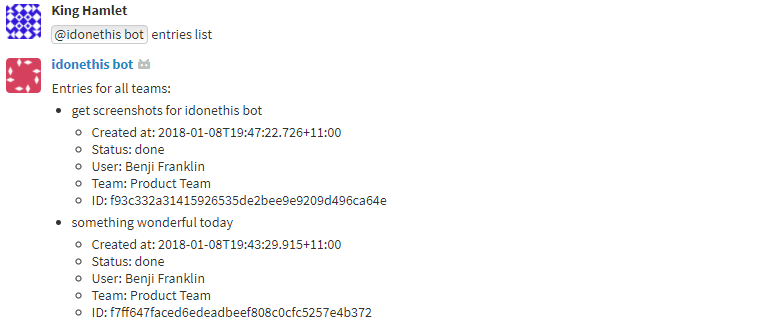 King Hamlet
@idonethis bot entries list
idonethis bot
Entries for all teams:
get screenshots for idonethis bot
Created at: 2018-01-08T19:47:22.726+11:00
Status: done
User: Benji Franklin
Team: Product Team
ID: f93c332a31415926535de2bee9e9209d496ca64e
something wonderful today
Created at: 2018-01-08T19:43:29.915+11:00
Status: done
User: Benji Franklin
Team: Product Team
ID: f7ff647faced6edeadbeef808c0cfc5257e4b372